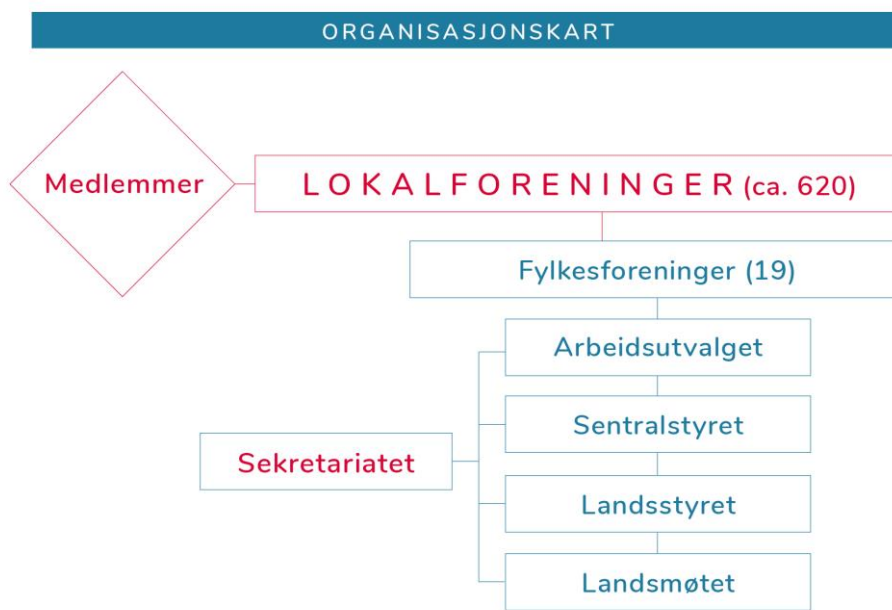 ORGANISASJONSKART
Medlemmer
LOKALFORENINGER (ca. 620)
Fylkesforeninger (19)
Arbeidsutvalget
Sentralstyret
Sekretariatet
Landsstyret
Landsmøtet